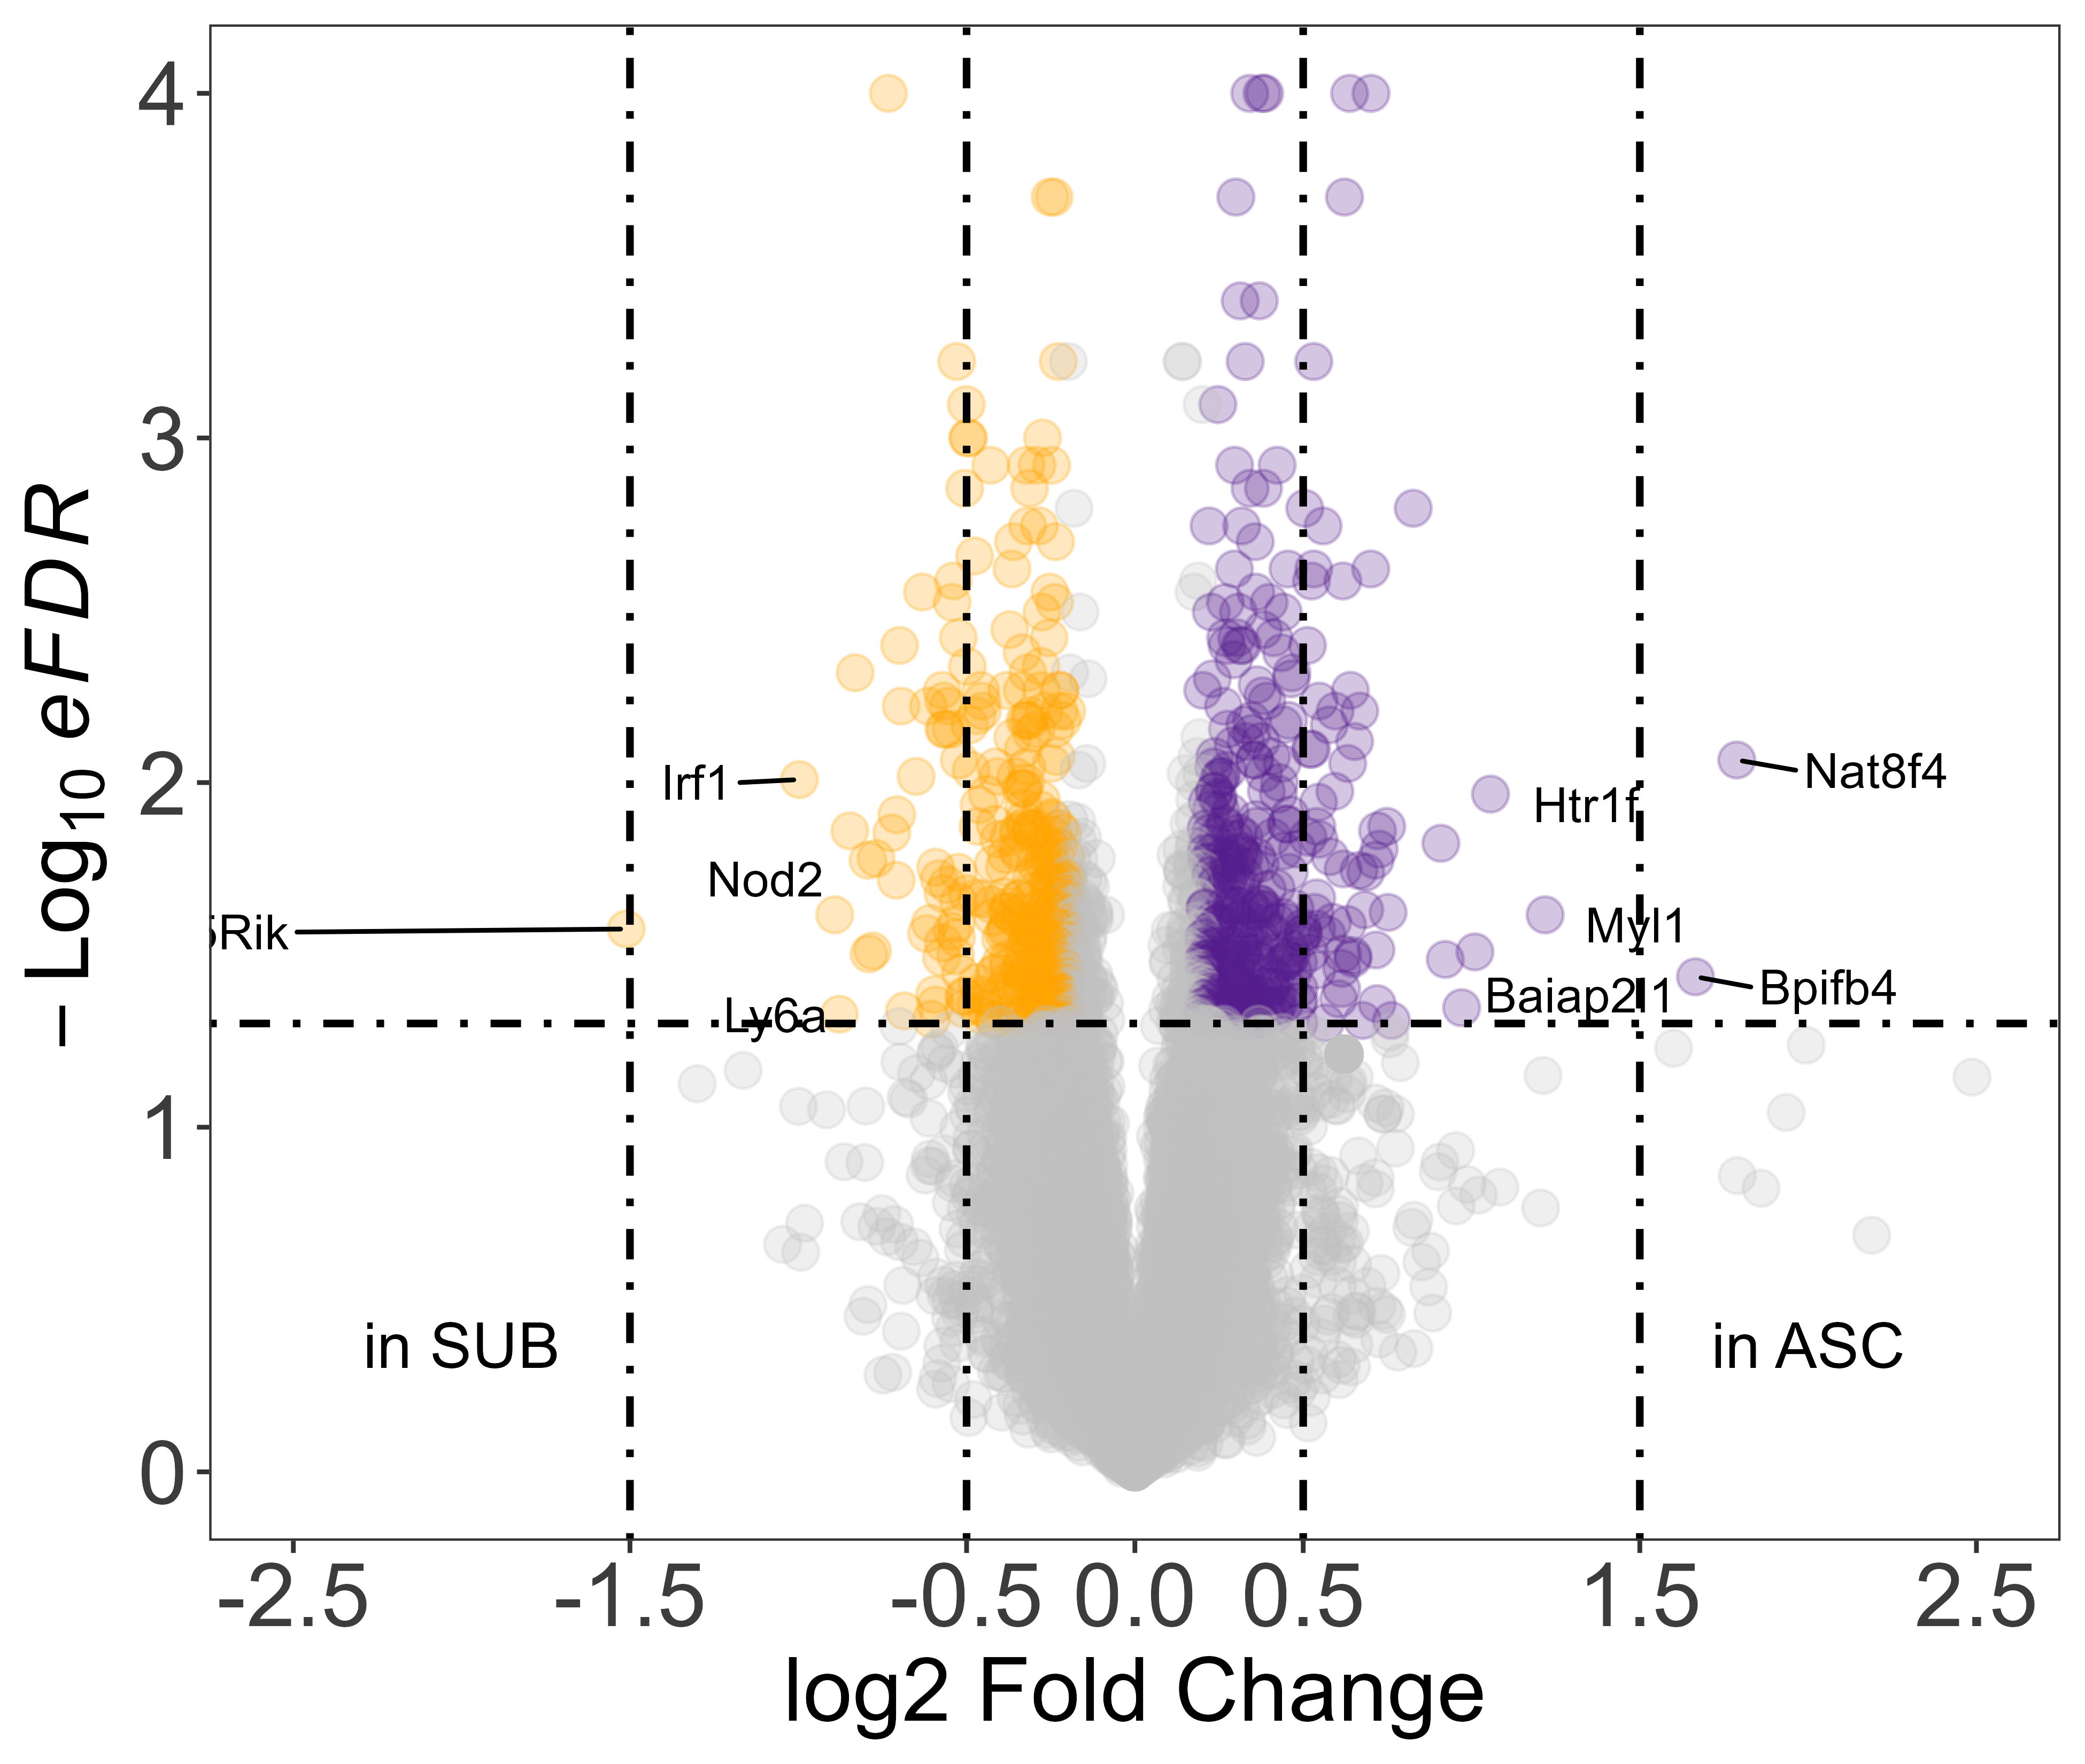 4
3
2
1
0
− Log10 eFDR
Irf1
Nod2
Rik
Ly6a
Nat8f4
Htr1f
Myl1
Bpifb4
Baiap2l1
in SUB
in ASC
-2.5 -1.5 -0.5 0.0 0.5 1.5 2.5
log2 Fold Change